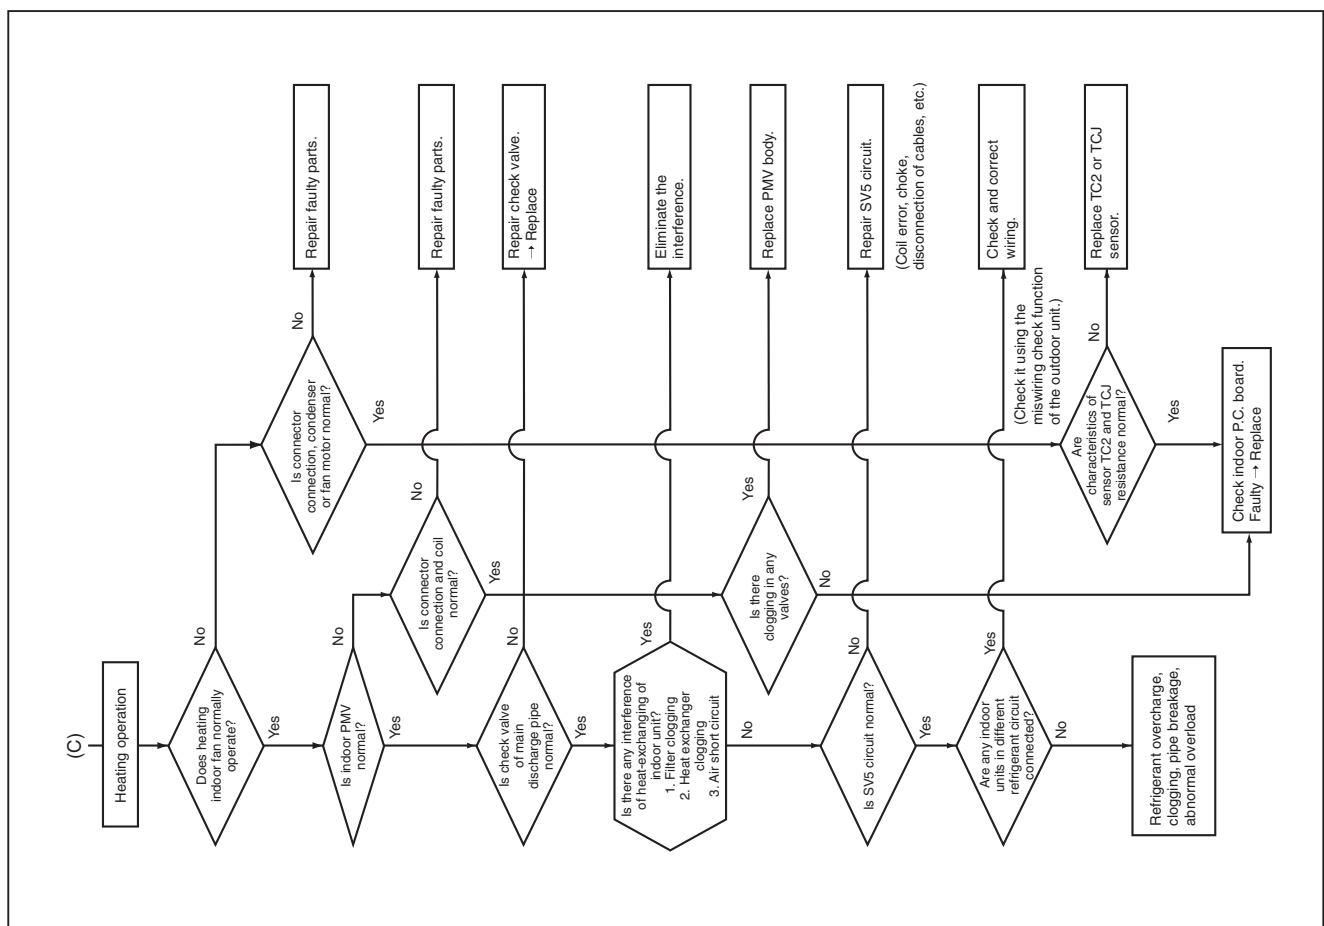 (C)
Heating operation
Does heating
indoor fan normally
operate?
No
Yes
Is connector
connection, condenser
or fan motor normal?
No
Yes
Repair faulty parts.
Is indoor PMV
normal?
No
Yes
Is connector
connection and coil
normal?
No
Yes
Repair faulty parts.
Is check valve
of main
discharge pipe
normal?
No
Yes
Repair check valve.
→ Replace
Is there any interference
of heat-exchanging of
indoor unit?
1. Filter clogging
2. Heat exchanger
clogging
3. Air short circuit
Yes
No
Eliminate the
interference.
Is there
clogging in any
valves?
Yes
No
Replace PMV body.
Is SV5 circuit normal?
No
Yes
Repair SV5 circuit.
(Coil error, choke,
disconnection of cables, etc.)
Are any indoor
units in different
refrigerant circuit
connected?
Yes
No
Check and correct
wiring.
(Check it using the
miswiring check function
of the outdoor unit.)
Are
characteristics of
sensor TC2 and TCJ
resistance normal?
No
Yes
Replace TC2 or TCJ
sensor.
Refrigerant overcharge,
clogging, pipe breakage,
abnormal overload
Check indoor P.C. board.
Faulty → Replace